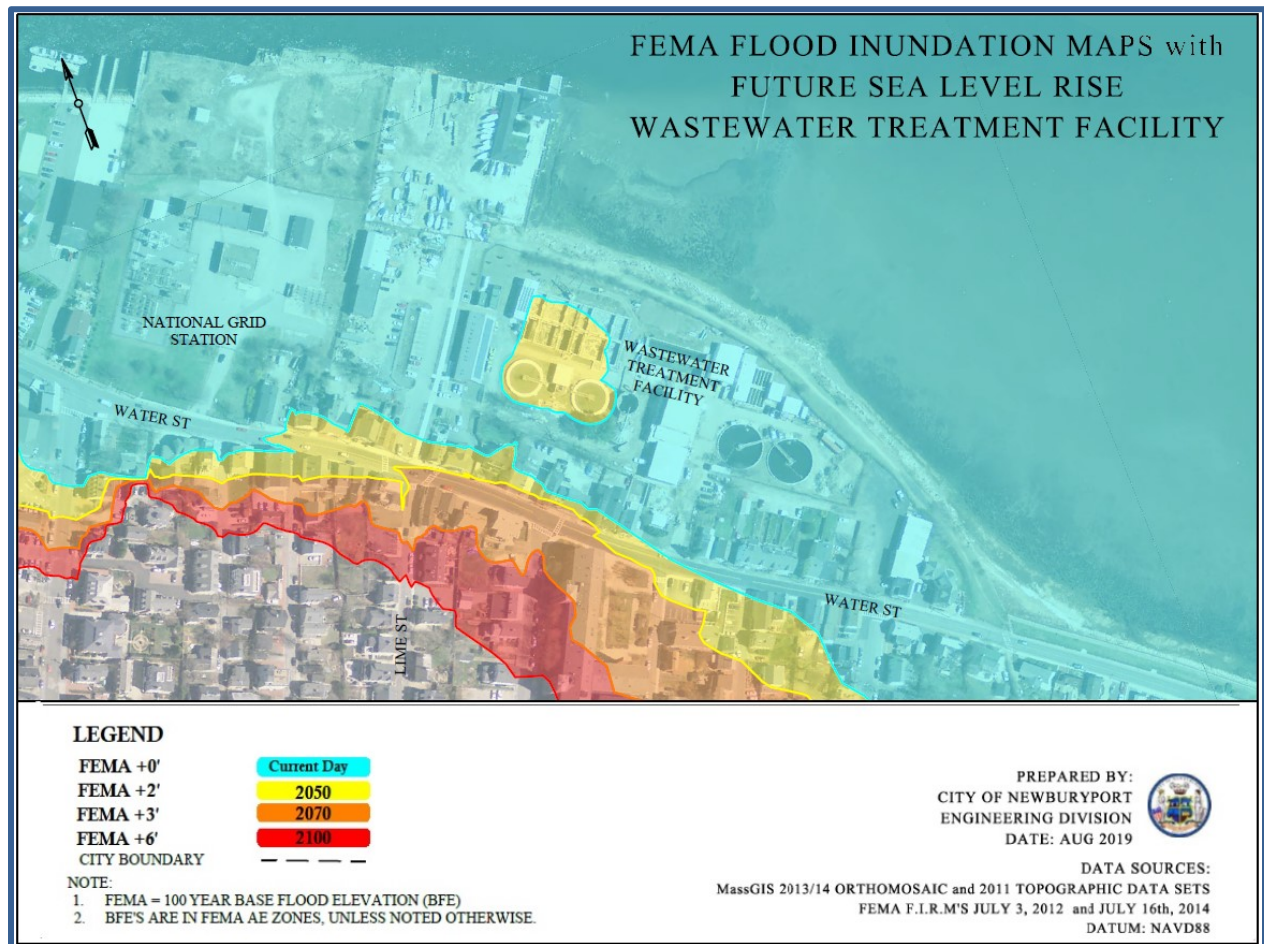 FEMA FLOOD INUNDATION MAPS with
FUTURE SEA LEVEL RISE
WASTEWATER TREATMENT FACILITY
NATIONAL GRID
STATION
WASTEWATER
TREATMENT
FACILITY
WATER ST
WATER ST
LIME ST
LEGEND
FEMA +0' Current Day
FEMA +2' 2050
FEMA +3' 2070
FEMA +6' 2100
CITY BOUNDARY
NOTE:
1. FEMA = 100 YEAR BASE FLOOD ELEVATION (BFE)
2. BFE'S ARE IN FEMA AE ZONES, UNLESS NOTED OTHERWISE.
PREPARED BY:
CITY OF NEWBURYPORT
ENGINEERING DIVISION
DATE: AUG 2019
DATA SOURCES:
MassGIS 2013/14 ORTHOMOSAIC and 2011 TOPOGRAPHIC DATA SETS
FEMA F.I.R.M'S JULY 3, 2012 and JULY 16th, 2014
DATUM: NAVD88